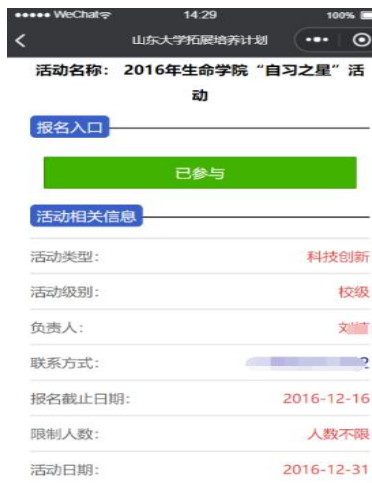 WeChat 14:29 100%
山东大学拓展培养计划
活动名称: 2016年生命学院“自习之星”活
动
报名入口
已参与
活动相关信息
活动类型: 科技创新
活动级别: 校级
负责人: 刘
联系方式: 2
报名截止日期: 2016-12-16
限制人数: 人数不限
活动日期: 2016-12-31